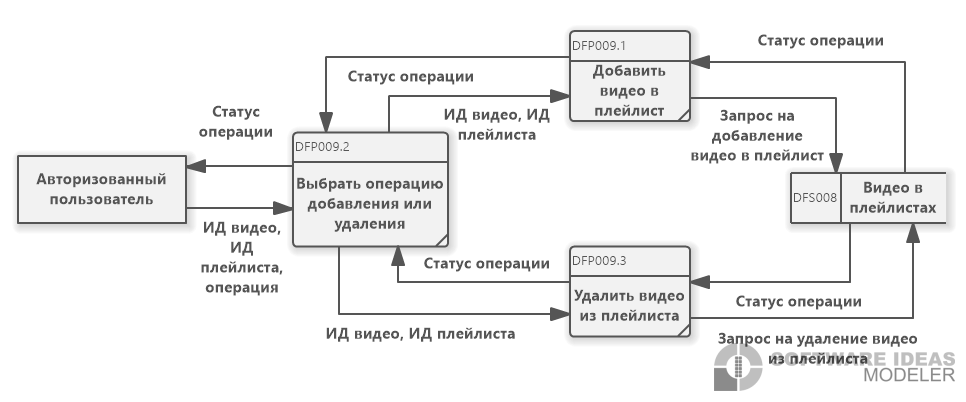 DFP009.1
Добавить
видео в
плейлист
Статус операции
Статус операции
ИД видео, ИД
плейлиста
Запрос на
добавление
видео в плейлист
Статус
операции
DFP009.2
Выбрать операцию
добавления или
удаления
Авторизованный
пользователь
ИД видео,
ИД
плейлиста,
операция
DFS008
Видео в
плейлистах
DFP009.3
Удалить видео
из плейлиста
Статус операции
Статус операции
ИД видео, ИД плейлиста
Запрос на удаление видео
из плейлиста
SOFTWARE IDEAS
MODELER